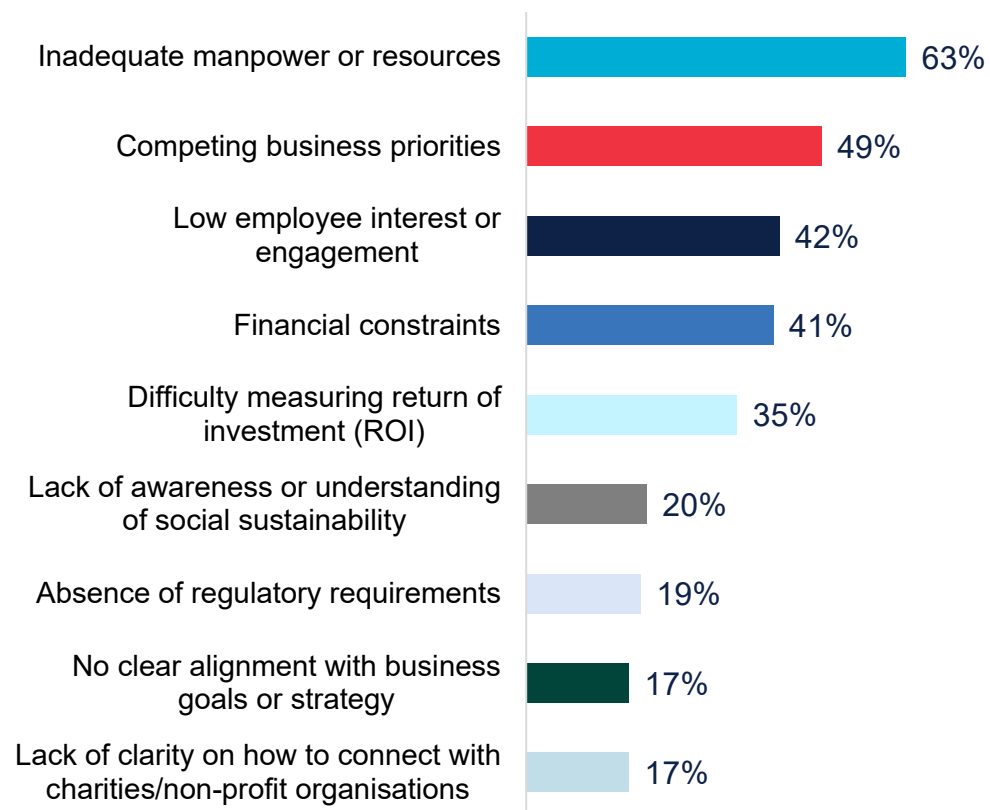 Inadequate manpower or resources 63%
Competing business priorities 49%
Low employee interest or
engagement 42%
Financial constraints 41%
Difficulty measuring return of
investment (ROI) 35%
Lack of awareness or understanding
of social sustainability 20%
Absence of regulatory requirements 19%
No clear alignment with business
goals or strategy 17%
Lack of clarity on how to connect with
charities/non-profit organisations 17%